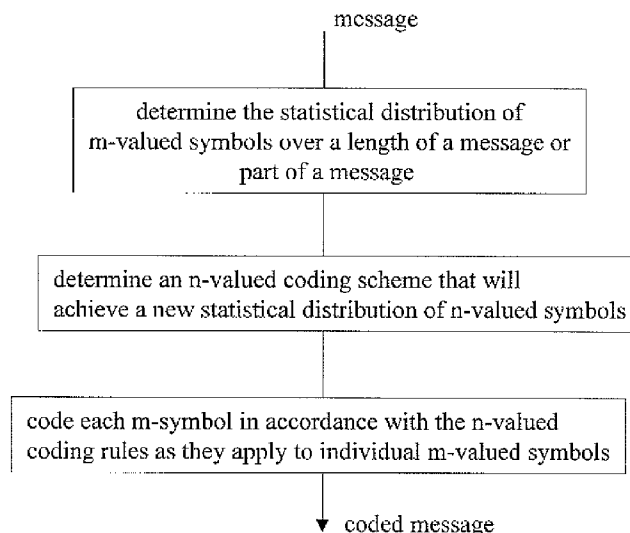 message
determine the statistical distribution of
m-valued symbols over a length of a message or
part of a message
determine an n-valued coding scheme that will
achieve a new statistical distribution of n-valued symbols
code each m-symbol in accordance with the n-valued
coding rules as they apply to individual m-valued symbols
coded message